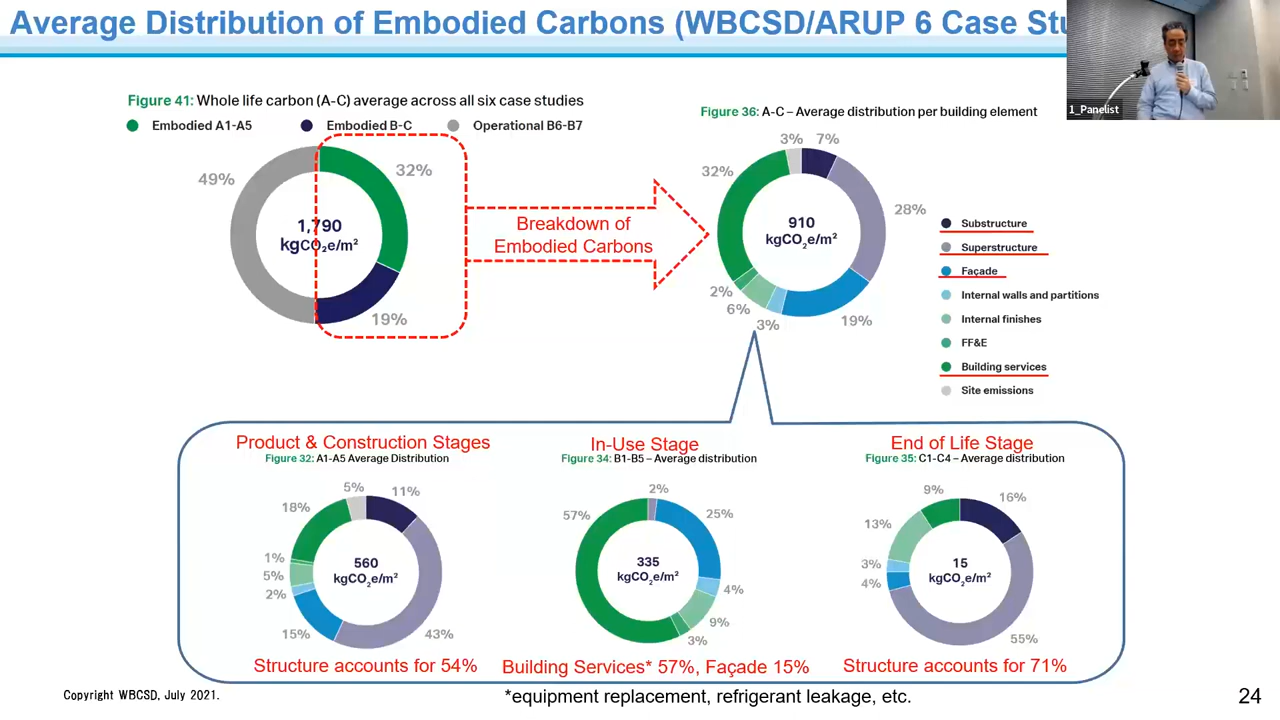 Average Distribution of Embodied Carbons (WBCSD/ARUP 6 Case
1_Panelist
Figure 41: Whole life carbon (A-C) average across all six case studies
Embodied A1-A5 Embodied B-C Operational B6-B7
49%
32%
1,790
kgCO₂e/m²
19%
Breakdown of
Embodied Carbons
Figure 36: A-C – Average distribution per building element
3% 7%
32%
28%
910
kgCO₂e/m²
2%
6%
3%
19%
Substructure
Superstructure
Façade
Internal walls and partitions
Internal finishes
FF&E
Building services
Site emissions
Product & Construction Stages
Figure 32: A1-A5 Average Distribution
5%
11%
18%
560
kgCO₂e/m²
1%
5%
2%
15%
43%
Structure accounts for 54%
In-Use Stage
Figure 34: B1-B5 – Average distribution
2%
57%
25%
335
kgCO₂e/m²
4%
9%
3%
Building Services* 57%, Façade 15%
End of Life Stage
Figure 35: C1-C4 – Average distribution
9%
16%
13%
15
kgCO₂e/m²
3%
4%
55%
Structure accounts for 71%
Copyright WBCSD, July 2021.
*equipment replacement, refrigerant leakage, etc.
24